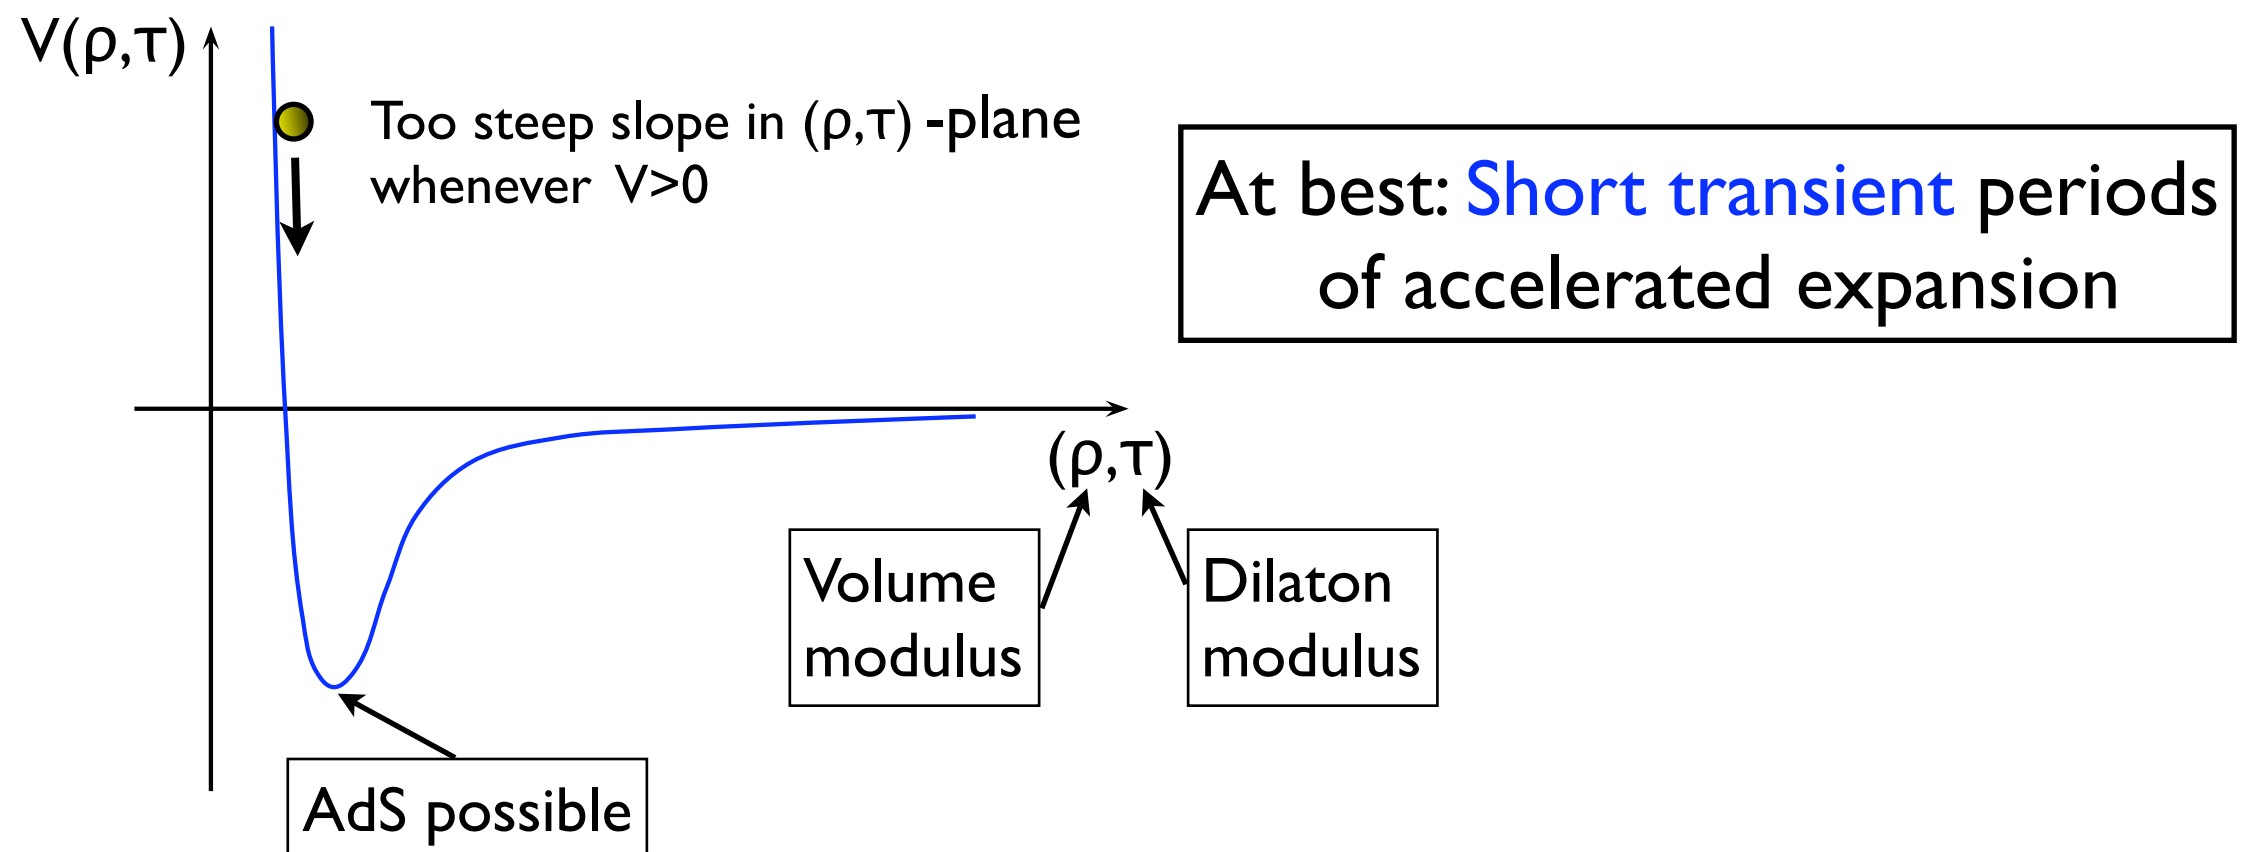 V(ρ,τ)
Too steep slope in (ρ,τ) -plane
whenever V>0
At best: Short transient periods
of accelerated expansion
(ρ,τ)
Volume
modulus
Dilaton
modulus
AdS possible